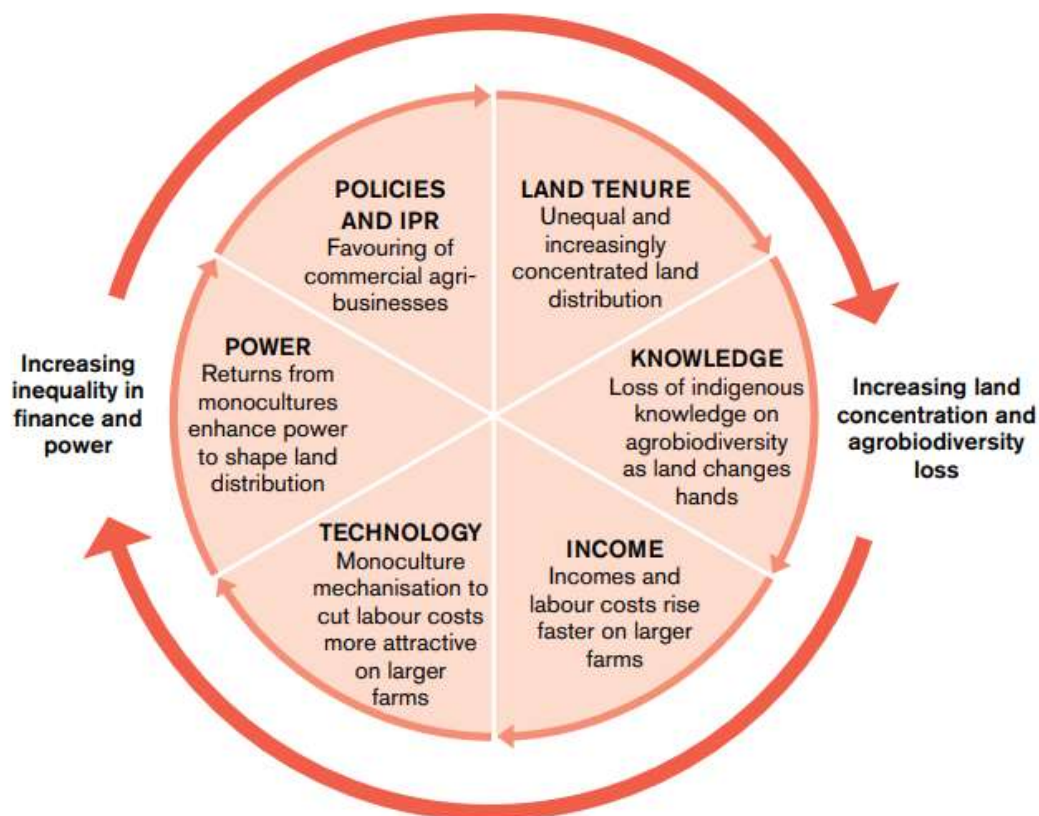 POLICIES
AND IPR
Favouring of
commercial agri-
businesses
LAND TENURE
Unequal and
increasingly
concentrated land
distribution
KNOWLEDGE
Loss of indigenous
knowledge on
agrobiodiversity
as land changes
hands
INCOME
Incomes and
labour costs rise
faster on larger
farms
TECHNOLOGY
Monoculture
mechanisation to
cut labour costs
more attractive
on larger
farms
POWER
Returns from
monocultures
enhance power
to shape land
distribution
Increasing
inequality in
finance and
power
Increasing land
concentration and
agrobiodiversity
loss